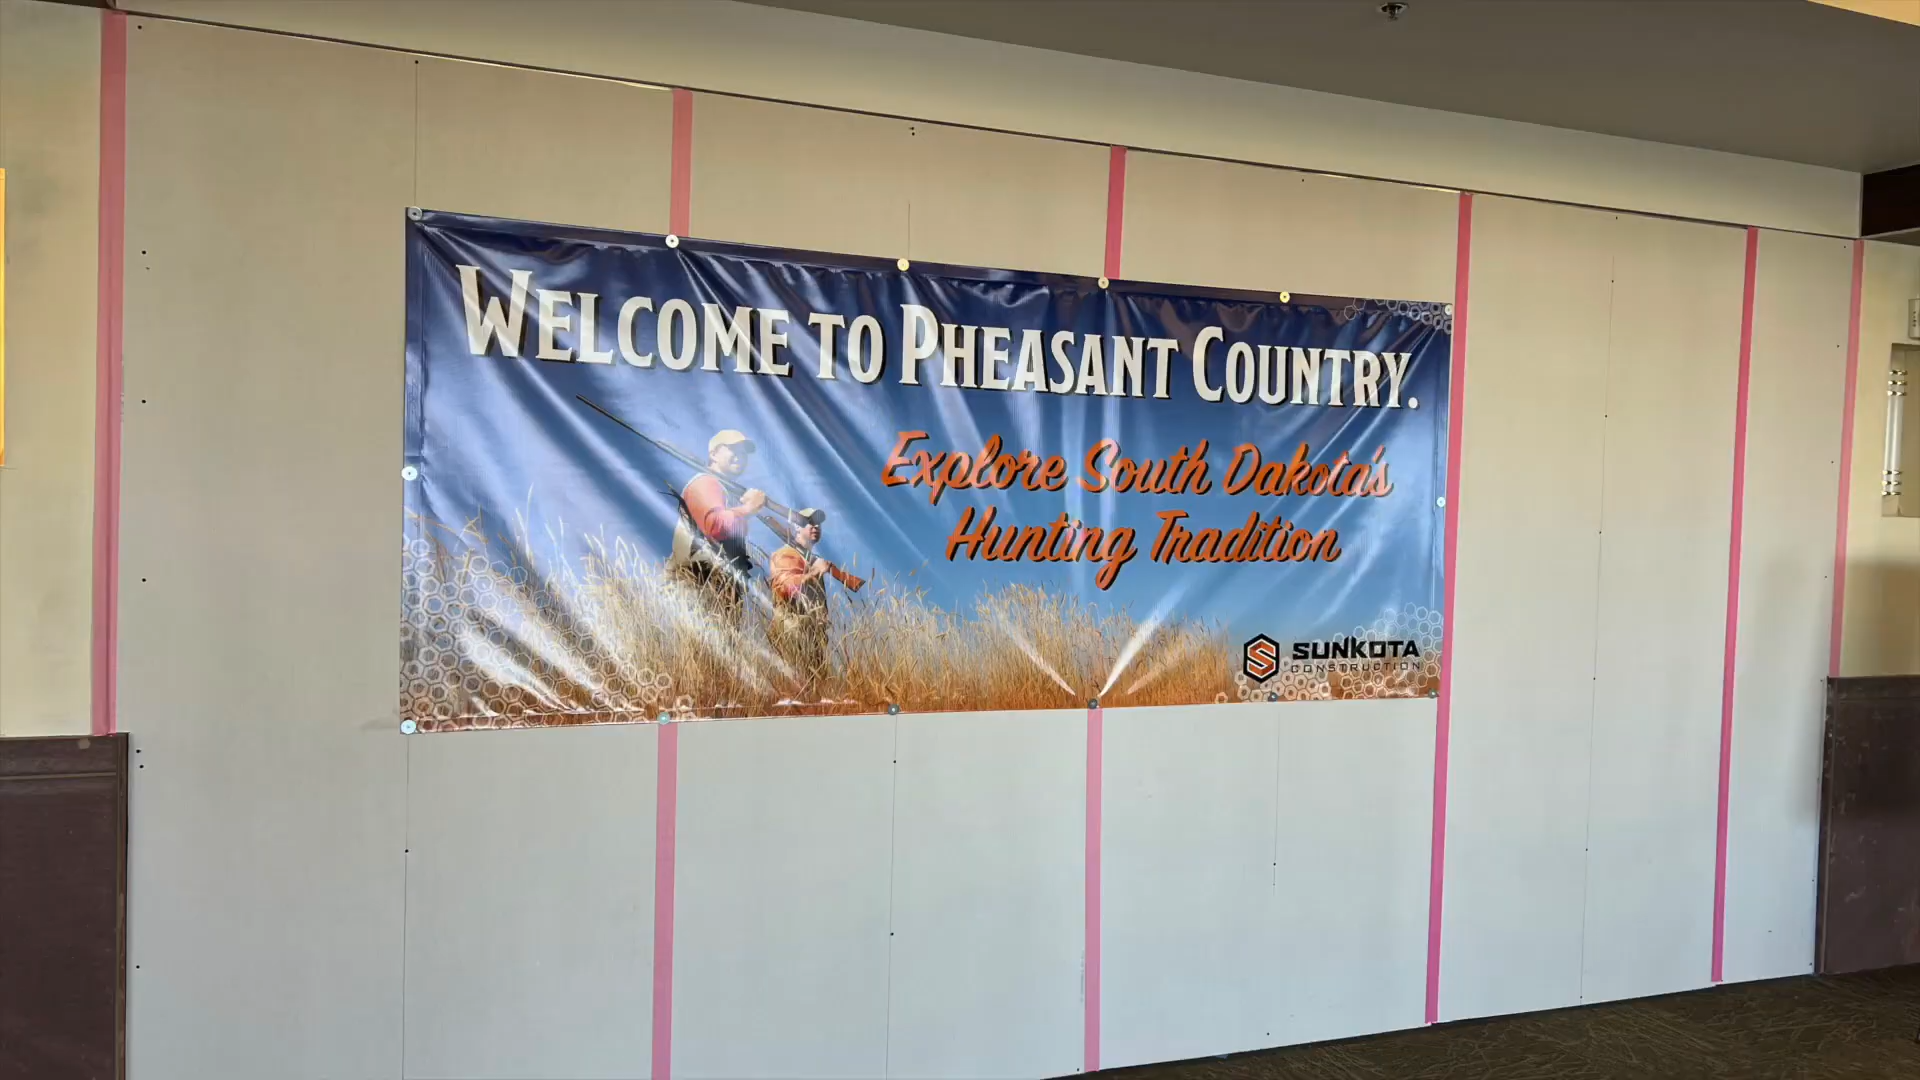 WELCOME TO PHEASANT COUNTRY.
Explore South Dakota's
Hunting Tradition
SUNKOTA
CONSTRUCTION